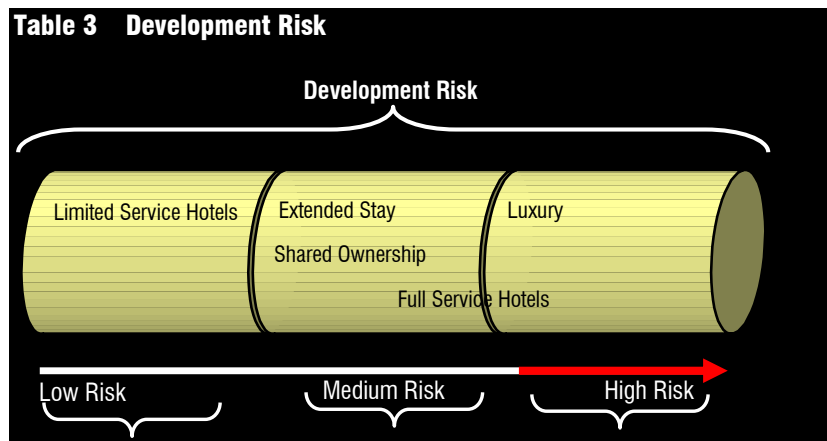 Table 3 Development Risk
Development Risk
Limited Service Hotels
Extended Stay
Luxury
Shared Ownership
Full Service Hotels
Low Risk
Medium Risk
High Risk